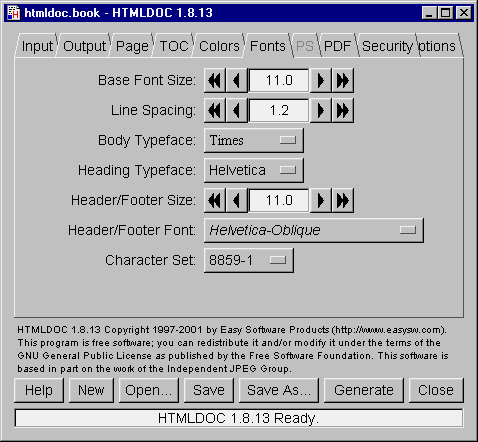 htmldoc.book - HTMLDOC 1.8.13
Input Output Page TOC Colors Fonts PS PDF Security ptions
Base Font Size: 11.0
Line Spacing: 1.2
Body Typeface: Times
Heading Typeface: Helvetica
Header/Footer Size: 11.0
Header/Footer Font: Helvetica-Oblique
Character Set: 8859-1
HTMLDOC 1.8.13 Copyright 1997-2001 by Easy Software Products (http://www.easysw.com).
This program is free software; you can redistribute it and/or modify it under the terms of the
GNU General Public License as published by the Free Software Foundation. This software is
based in part on the work of the Independent JPEG Group.
Help New Open... Save Save As... Generate Close
HTMLDOC 1.8.13 Ready.